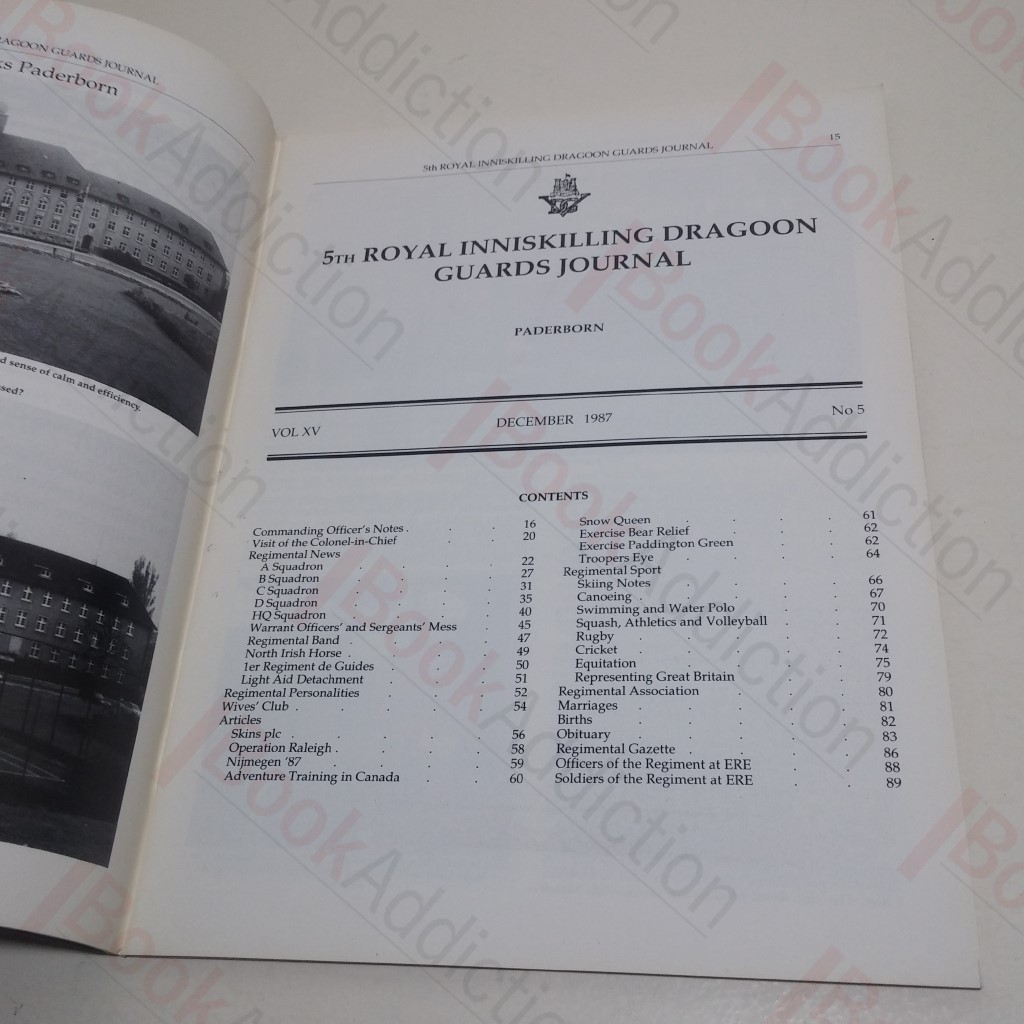 RAGOON GUARDS JOURNAL
ks Paderborn
d sense of calm and efficiency.
sed?
5th ROYAL INNISKILLING DRAGOON GUARDS JOURNAL
15
5TH ROYAL INNISKILLING DRAGOON
GUARDS JOURNAL
PADERBORN
VOL XV DECEMBER 1987 No 5
CONTENTS
Commanding Officer's Notes . . . 16
Visit of the Colonel-in-Chief . . 20
Regimental News
A Squadron . . . . 22
B Squadron . . . . 27
C Squadron . . . . 31
D Squadron . . . . 35
HQ Squadron . . . . 40
Warrant Officers' and Sergeants' Mess 45
Regimental Band . . . . 47
North Irish Horse . . . . 49
1er Regiment de Guides . . . 50
Light Aid Detachment . . . 51
Regimental Personalities . . . 52
Wives' Club . . . . . 54
Articles
Skins plc . . . . . 56
Operation Raleigh . . . . 58
Nijmegen '87 . . . . 59
Adventure Training in Canada . . 60
Snow Queen . . . . 61
Exercise Bear Relief . . . 62
Exercise Paddington Green . . 62
Troopers Eye . . . . 64
Regimental Sport
Skiing Notes . . . . 66
Canoeing . . . . . 67
Swimming and Water Polo . . 70
Squash, Athletics and Volleyball . . 71
Rugby . . . . . 72
Cricket . . . . . 74
Equitation . . . . 75
Representing Great Britain . . 79
Regimental Association . . . 80
Marriages . . . . . 81
Births . . . . . 82
Obituary . . . . . 83
Regimental Gazette . . . . 86
Officers of the Regiment at ERE . . 88
Soldiers of the Regiment at ERE . . 89
BookAddiction
BookAddiction
BookAddiction
BookAddiction
BookAddiction
BookAddiction